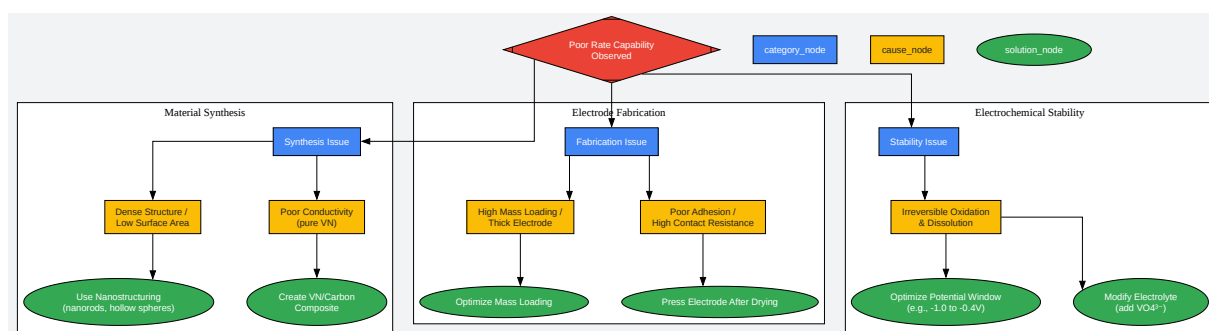 Poor Rate Capability
Observed
category_node
cause_node
solution_node
Material Synthesis
Electrode Fabrication
Electrochemical Stability
Synthesis Issue
Fabrication Issue
Stability Issue
Dense Structure /
Low Surface Area
Poor Conductivity
(pure VN)
High Mass Loading /
Thick Electrode
Poor Adhesion /
High Contact Resistance
Irreversible Oxidation
& Dissolution
Use Nanostructuring
(nanorods, hollow spheres)
Create VN/Carbon
Composite
Optimize Mass Loading
Press Electrode After Drying
Optimize Potential Window
(e.g., -1.0 to -0.4V)
Modify Electrolyte
(add VO4³⁻)